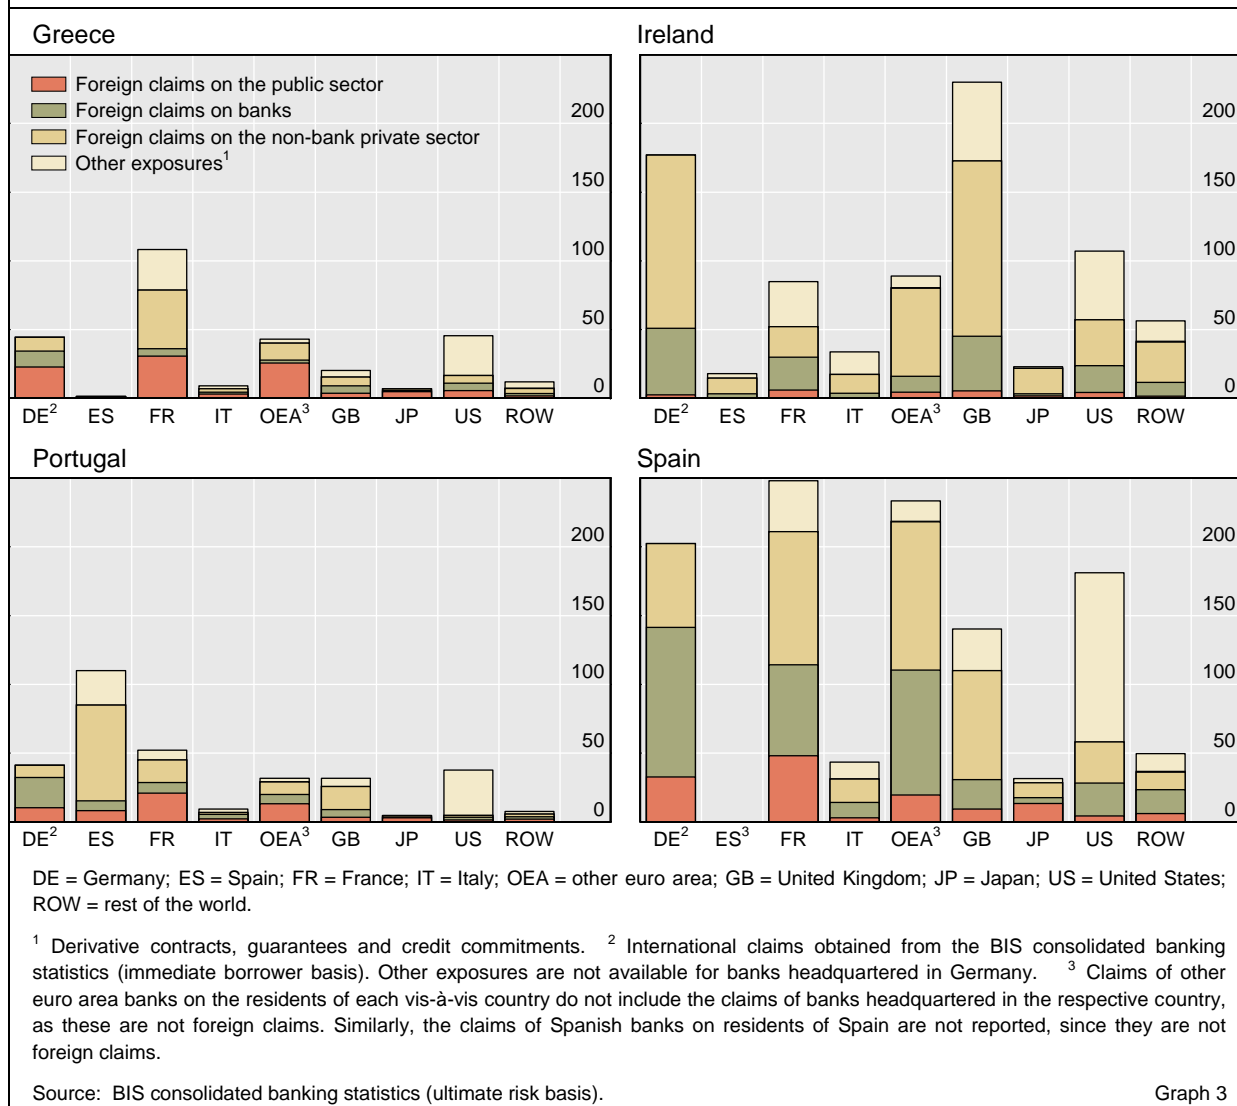 Greece
Foreign claims on the public sector
Foreign claims on banks
Foreign claims on the non-bank private sector
Other exposures1
200
150
100
50
0
DE2 ES FR IT OEA3 GB JP US ROW
Ireland
200
150
100
50
0
DE2 ES FR IT OEA3 GB JP US ROW
Portugal
200
150
100
50
0
DE2 ES FR IT OEA3 GB JP US ROW
Spain
200
150
100
50
0
DE2 ES3 FR IT OEA3 GB JP US ROW
DE = Germany; ES = Spain; FR = France; IT = Italy; OEA = other euro area; GB = United Kingdom; JP = Japan; US = United States;
ROW = rest of the world.
1 Derivative contracts, guarantees and credit commitments. 2 International claims obtained from the BIS consolidated banking
statistics (immediate borrower basis). Other exposures are not available for banks headquartered in Germany. 3 Claims of other
euro area banks on the residents of each vis-à-vis country do not include the claims of banks headquartered in the respective country,
as these are not foreign claims. Similarly, the claims of Spanish banks on residents of Spain are not reported, since they are not
foreign claims.
Source: BIS consolidated banking statistics (ultimate risk basis). Graph 3